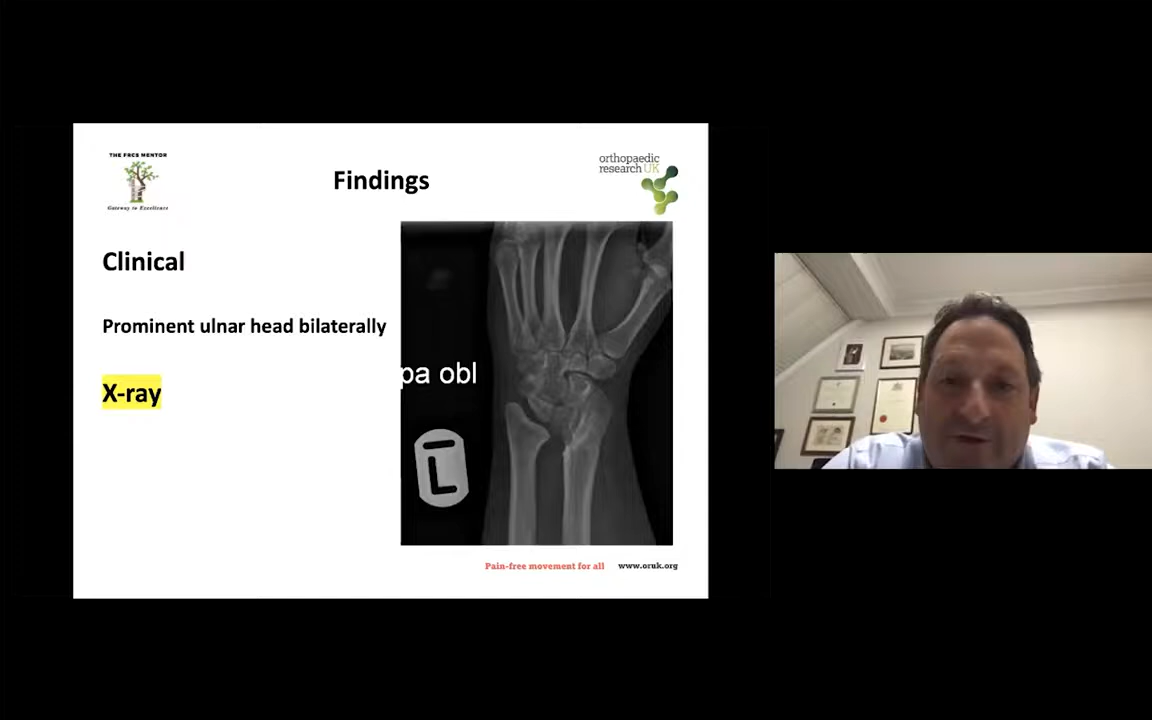 THE FRCS MENTOR
Gateway to Excellence
Findings
orthopaedic
research UK
Clinical
Prominent ulnar head bilaterally
X-ray
pa obl
L
Pain-free movement for all
www.oruk.org